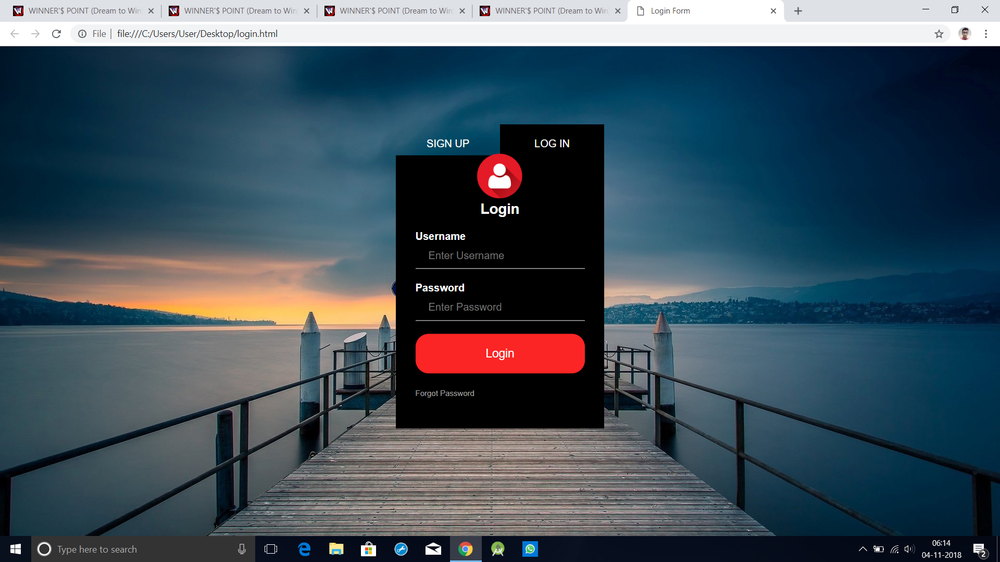 WINNER'$ POINT (Dream to Win
WINNER'$ POINT (Dream to Win
WINNER'$ POINT (Dream to Win
WINNER'$ POINT (Dream to Win
Login Form
File
file:///C:/Users/User/Desktop/login.html
SIGN UP
LOG IN
Login
Username
Enter Username
Password
Enter Password
Login
Forgot Password
Type here to search
06:14
04-11-2018
2